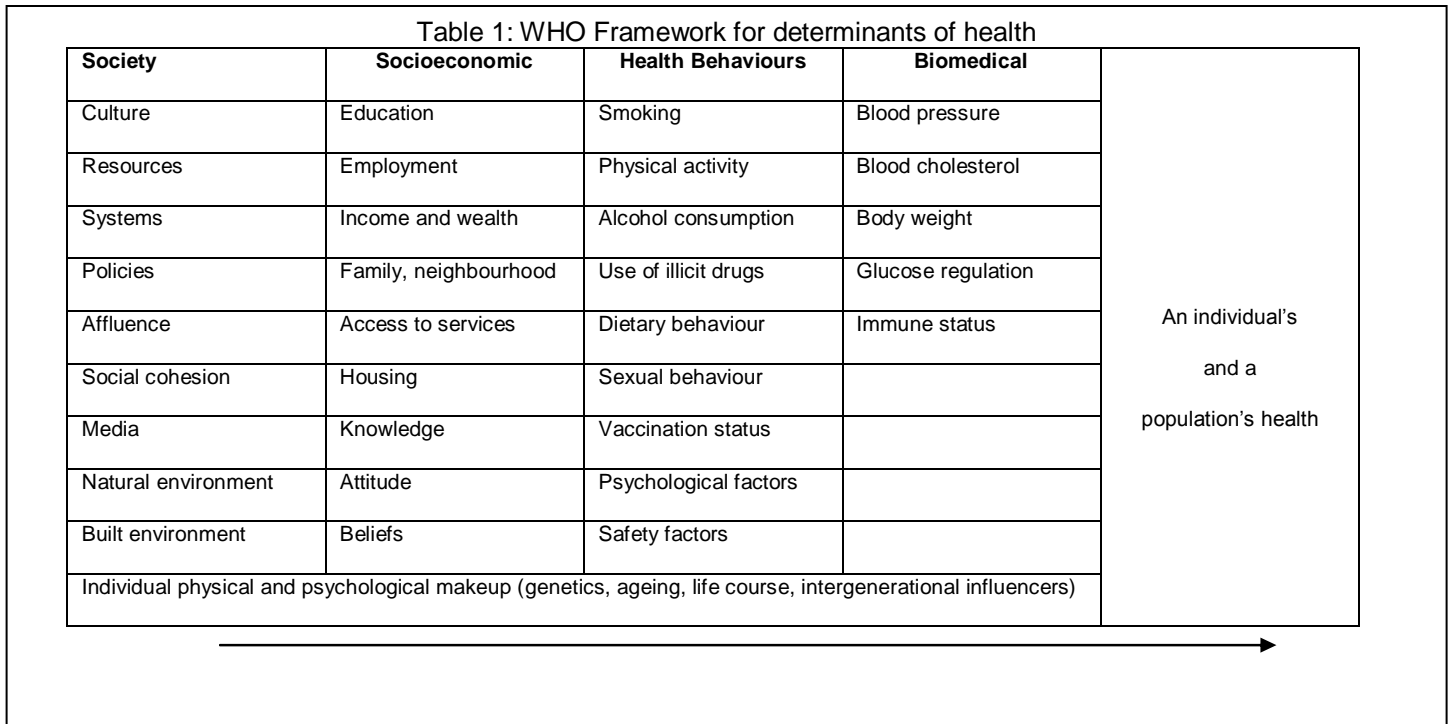 Table 1: WHO Framework for determinants of health
Society Socioeconomic Health Behaviours Biomedical
Culture Education Smoking Blood pressure
Resources Employment Physical activity Blood cholesterol
Systems Income and wealth Alcohol consumption Body weight
Policies Family, neighbourhood Use of illicit drugs Glucose regulation
Affluence Access to services Dietary behaviour Immune status
Social cohesion Housing Sexual behaviour
Media Knowledge Vaccination status
Natural environment Attitude Psychological factors
Built environment Beliefs Safety factors
Individual physical and psychological makeup (genetics, ageing, life course, intergenerational influencers)
An individual’s
and a
population’s health